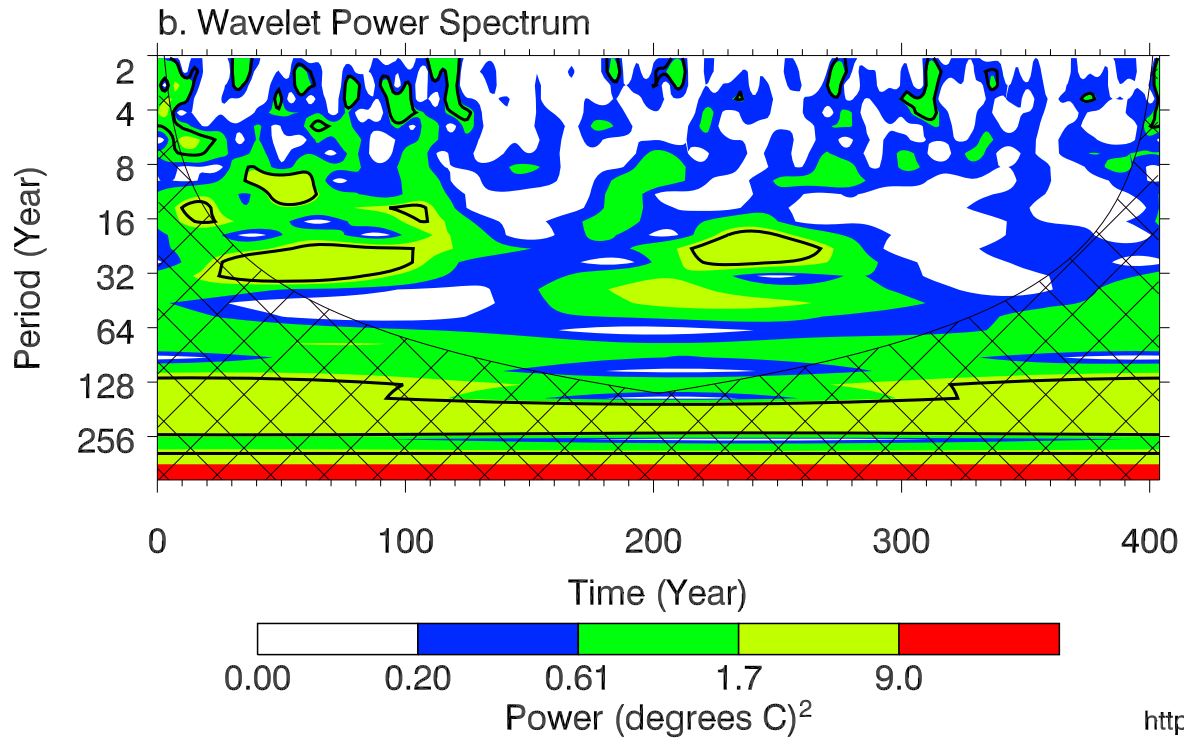 b. Wavelet Power Spectrum
Period (Year)
2
4
8
16
32
64
128
256
0 100 200 300 400
Time (Year)
0.00 0.20 0.61 1.7 9.0
Power (degrees C)²
http